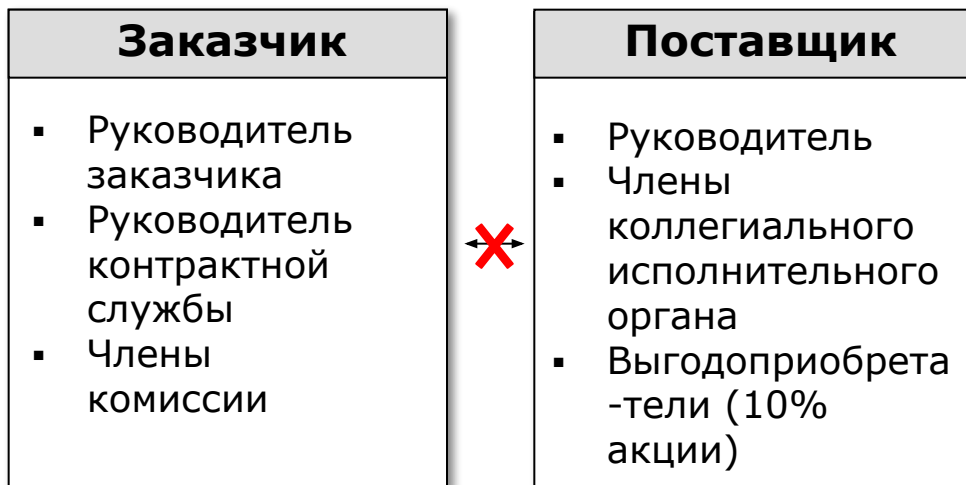 Заказчик
Руководитель
заказчика
Руководитель
контрактной
службы
Члены
комиссии
Поставщик
Руководитель
Члены
коллегиального
исполнительного
органа
Выгодоприобрета
-тели (10%
акции)